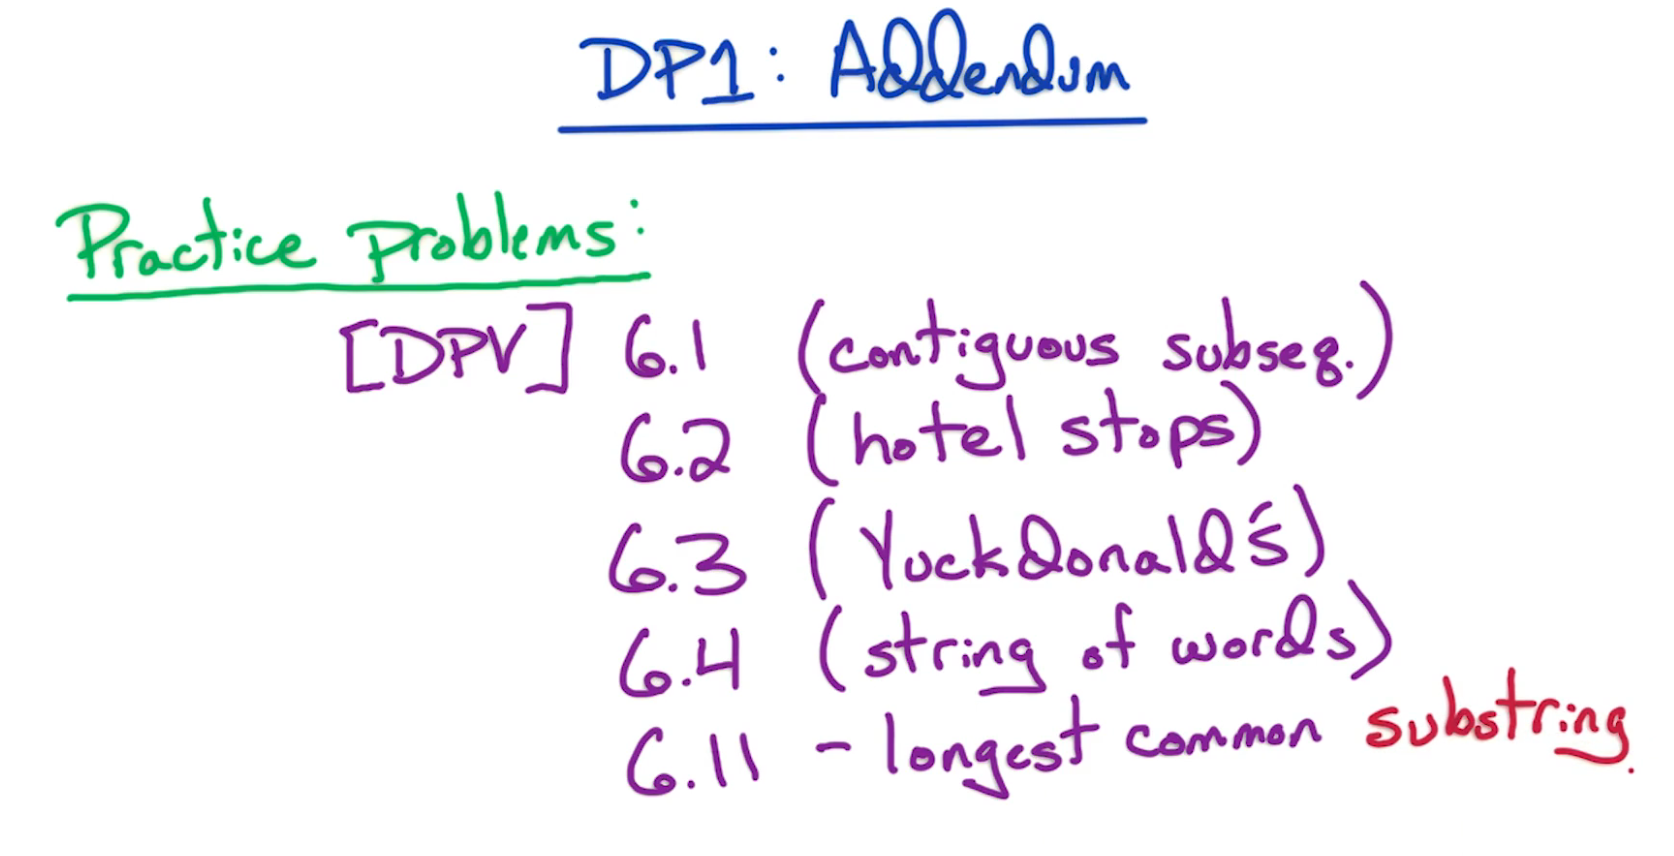 DP1: Addendum
Practice problems:
[DPV] 6.1 (contiguous subseq.)
6.2 (hotel stops)
6.3 (Yuckdonald's)
6.4 (string of words)
6.11 - longest common substring.